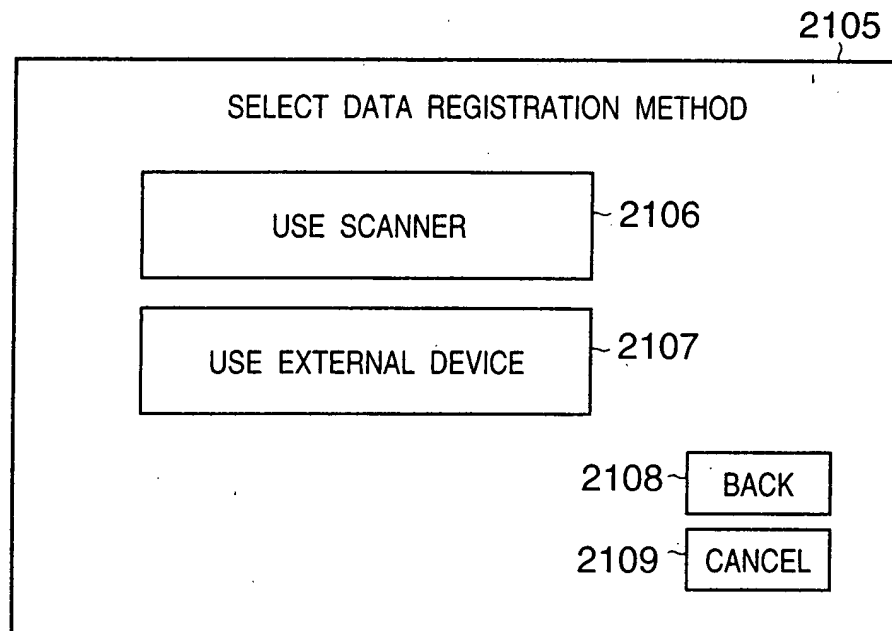 2105
SELECT DATA REGISTRATION METHOD
USE SCANNER
2106
USE EXTERNAL DEVICE
2107
2108
BACK
2109
CANCEL